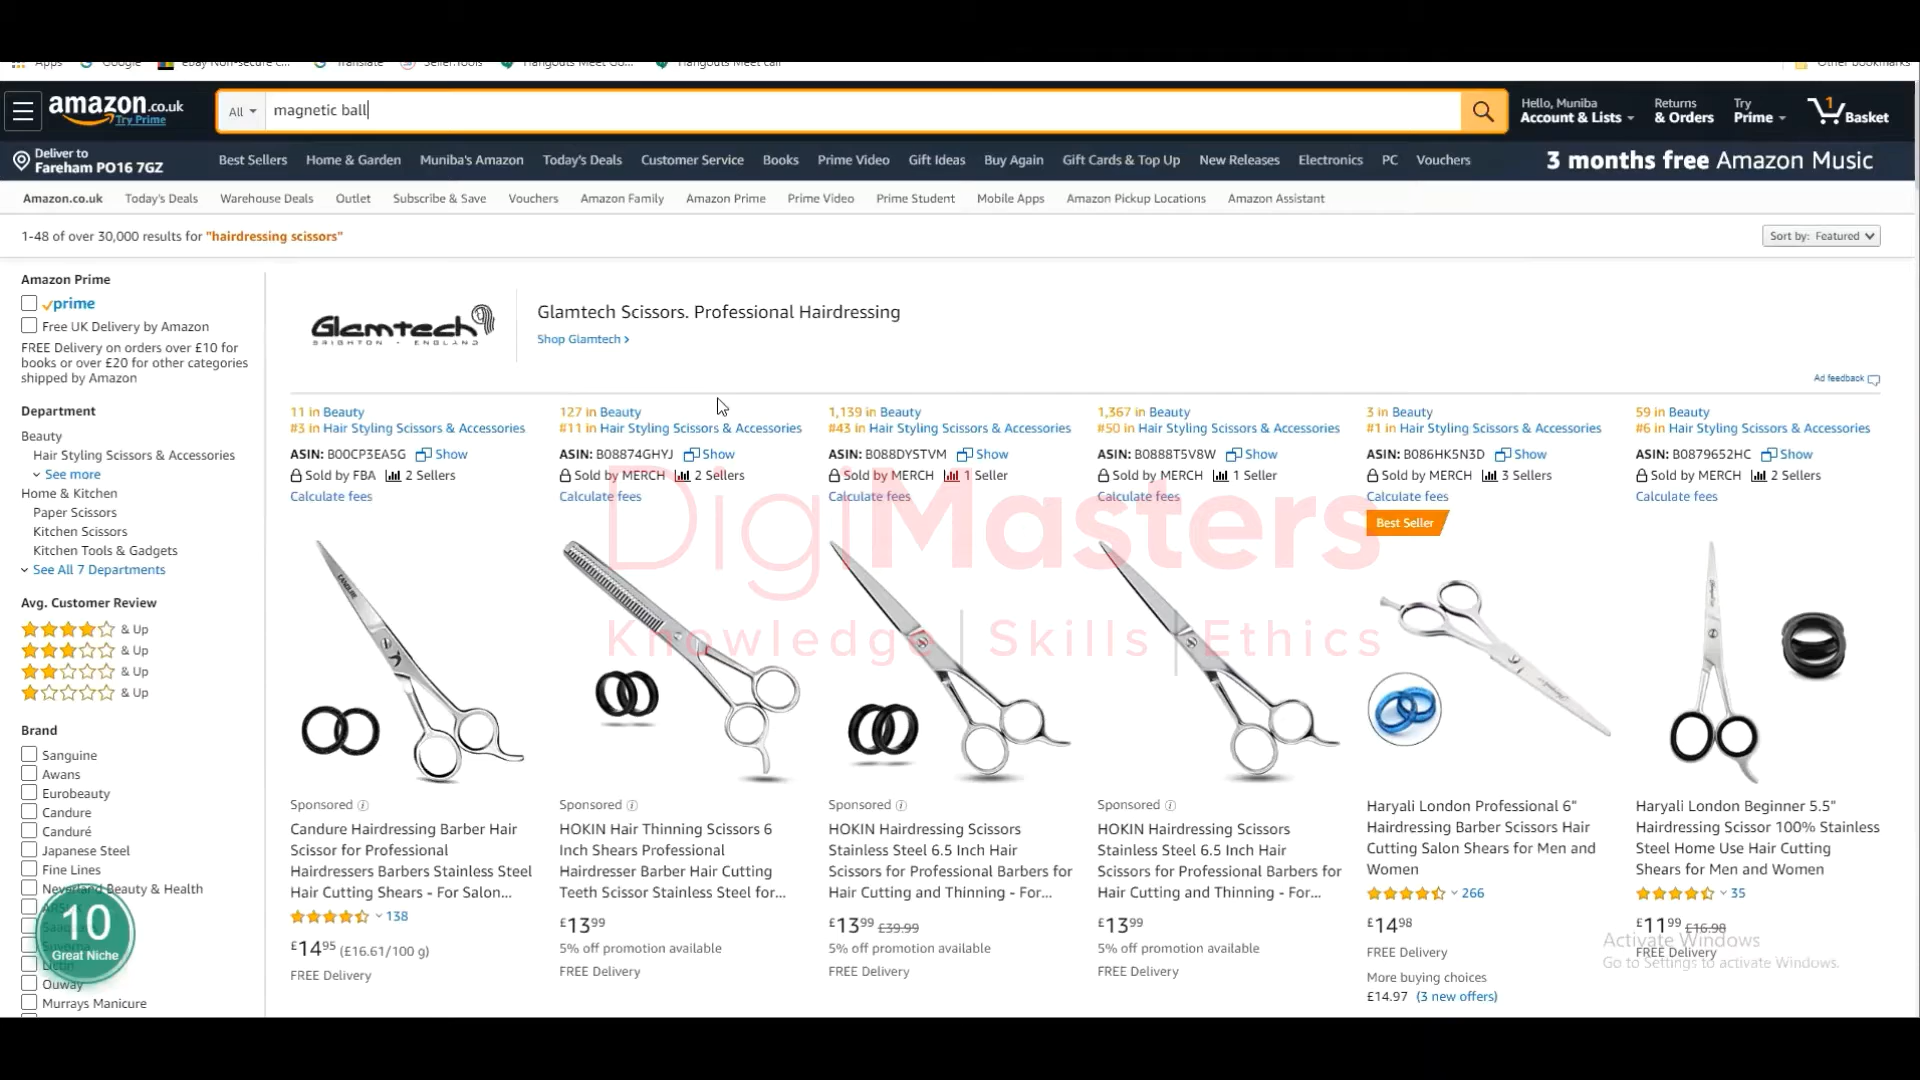 Apps Google eBay Non-secure c... Translate SellerTools Hangouts Meet Go... Hangouts Meet call Other bookmarks
amazon.co.uk
Try Prime
All
magnetic ball
Hello, Muniba
Account & Lists
Returns
& Orders
Try
Prime
1
Basket
Deliver to
Fareham PO16 7GZ
Best Sellers Home & Garden Muniba's Amazon Today's Deals Customer Service Books Prime Video Gift Ideas Buy Again Gift Cards & Top Up New Releases Electronics PC Vouchers
3 months free Amazon Music
Amazon.co.uk Today's Deals Warehouse Deals Outlet Subscribe & Save Vouchers Amazon Family Amazon Prime Prime Video Prime Student Mobile Apps Amazon Pickup Locations Amazon Assistant
1-48 of over 30,000 results for "hairdressing scissors"
Sort by: Featured
Amazon Prime
prime
Free UK Delivery by Amazon
FREE Delivery on orders over £10 for
books or over £20 for other categories
shipped by Amazon
Department
Beauty
Hair Styling Scissors & Accessories
See more
Home & Kitchen
Paper Scissors
Kitchen Scissors
Kitchen Tools & Gadgets
See All 7 Departments
Avg. Customer Review
& Up
& Up
& Up
& Up
Brand
Sanguine
Awans
Eurobeauty
Candure
Canduré
Japanese Steel
Fine Lines
Neverland Beauty & Health
Ouway
Murrays Manicure
10
Great Niche
Glamtech
BRIGHTON - ENGLAND
Glamtech Scissors. Professional Hairdressing
Shop Glamtech ›
Ad feedback
11 in Beauty
#3 in Hair Styling Scissors & Accessories
ASIN: B00CP3EA5G Show
Sold by FBA 2 Sellers
Calculate fees
Sponsored
Candure Hairdressing Barber Hair
Scissor for Professional
Hairdressers Barbers Stainless Steel
Hair Cutting Shears - For Salon...
138
£14.95 (£16.61/100 g)
FREE Delivery
127 in Beauty
#11 in Hair Styling Scissors & Accessories
ASIN: B08874GHYJ Show
Sold by MERCH 2 Sellers
Calculate fees
Sponsored
HOKIN Hair Thinning Scissors 6
Inch Shears Professional
Hairdresser Barber Hair Cutting
Teeth Scissor Stainless Steel for...
£13.99
5% off promotion available
FREE Delivery
1,139 in Beauty
#43 in Hair Styling Scissors & Accessories
ASIN: B088DYSTVM Show
Sold by MERCH 1 Seller
Calculate fees
Sponsored
HOKIN Hairdressing Scissors
Stainless Steel 6.5 Inch Hair
Scissors for Professional Barbers for
Hair Cutting and Thinning - For...
£13.99 £39.99
5% off promotion available
FREE Delivery
1,367 in Beauty
#50 in Hair Styling Scissors & Accessories
ASIN: B0888T5V8W Show
Sold by MERCH 1 Seller
Calculate fees
Sponsored
HOKIN Hairdressing Scissors
Stainless Steel 6.5 Inch Hair
Scissors for Professional Barbers for
Hair Cutting and Thinning - For...
£13.99
5% off promotion available
FREE Delivery
3 in Beauty
#1 in Hair Styling Scissors & Accessories
ASIN: B086HK5N3D Show
Sold by MERCH 3 Sellers
Calculate fees
Best Seller
Haryali London Professional 6"
Hairdressing Barber Scissors Hair
Cutting Salon Shears for Men and
Women
266
£14.98
FREE Delivery
More buying choices
£14.97 (3 new offers)
59 in Beauty
#6 in Hair Styling Scissors & Accessories
ASIN: B0879652HC Show
Sold by MERCH 2 Sellers
Calculate fees
Haryali London Beginner 5.5"
Hairdressing Scissor 100% Stainless
Steel Home Use Hair Cutting
Shears for Men and Women
35
£11.99 £16.98
FREE Delivery
DigiMasters
Knowledge | Skills | Ethics
Activate Windows
Go to Settings to activate Windows.